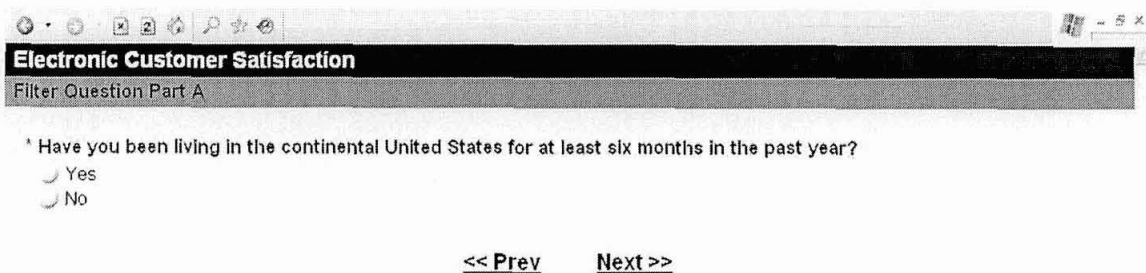 Electronic Customer Satisfaction
Filter Question Part A
* Have you been living in the continental United States for at least six months in the past year?
Yes
No
<< Prev Next >>